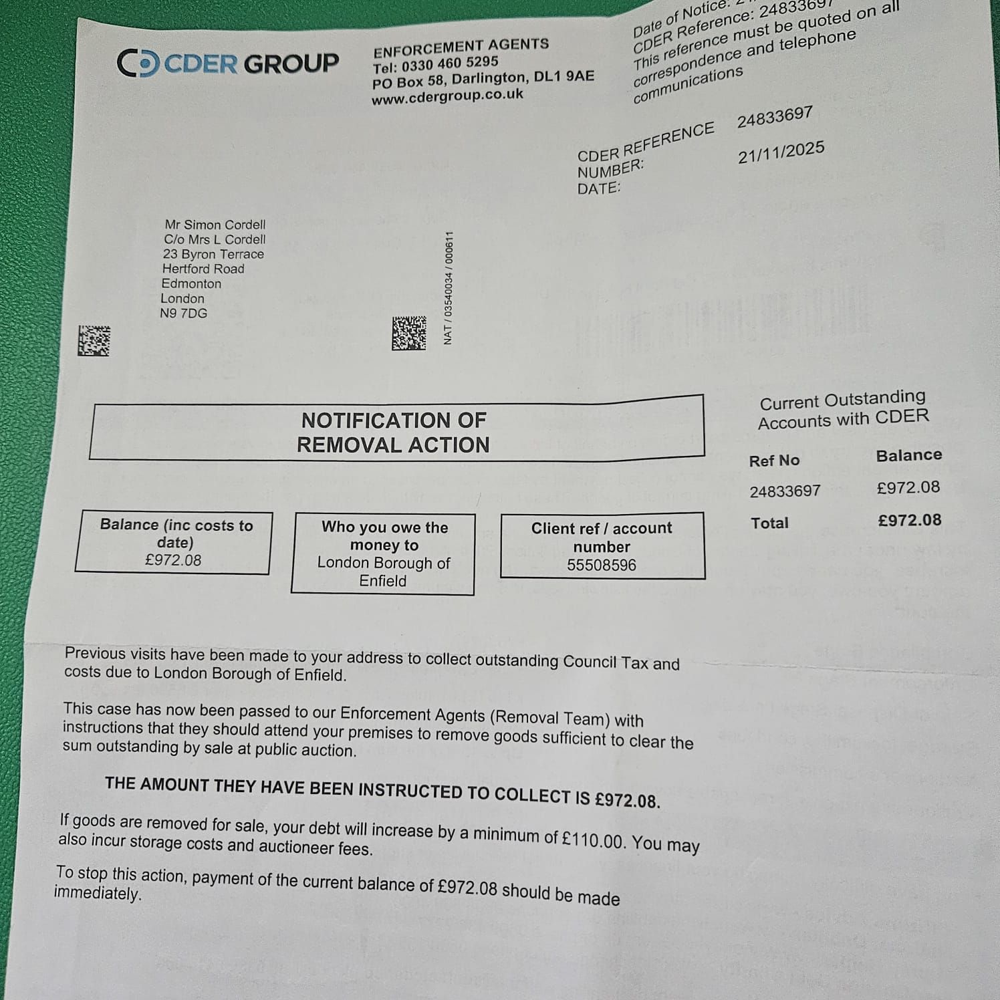 CDER GROUP
ENFORCEMENT AGENTS
Tel: 0330 460 5295
PO Box 58, Darlington, DL1 9AE
www.cdergroup.co.uk
Date of Notice:
CDER Reference: 24833697
This reference must be quoted on all
correspondence and telephone
communications
CDER REFERENCE 24833697
NUMBER:
DATE: 21/11/2025
Mr Simon Cordell
C/o Mrs L Cordell
23 Byron Terrace
Hertford Road
Edmonton
London
N9 7DG
NAT / 03540034 / 000611
NOTIFICATION OF
REMOVAL ACTION
Current Outstanding
Accounts with CDER
Ref No Balance
24833697 £972.08
Total £972.08
Balance (inc costs to
date)
£972.08
Who you owe the
money to
London Borough of
Enfield
Client ref / account
number
55508596
Previous visits have been made to your address to collect outstanding Council Tax and
costs due to London Borough of Enfield.
This case has now been passed to our Enforcement Agents (Removal Team) with
instructions that they should attend your premises to remove goods sufficient to clear the
sum outstanding by sale at public auction.
THE AMOUNT THEY HAVE BEEN INSTRUCTED TO COLLECT IS £972.08.
If goods are removed for sale, your debt will increase by a minimum of £110.00. You may
also incur storage costs and auctioneer fees.
To stop this action, payment of the current balance of £972.08 should be made
immediately.